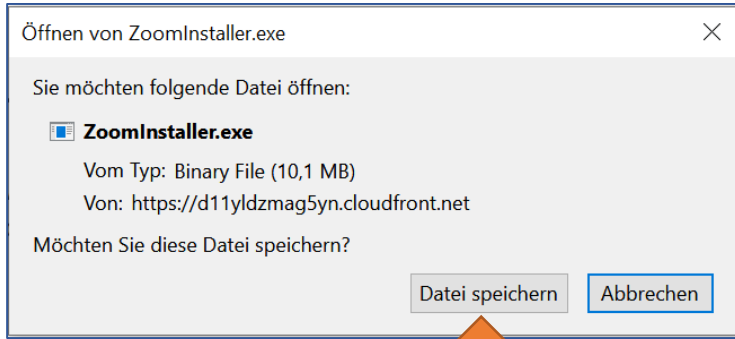 Öffnen von ZoomInstaller.exe
Sie möchten folgende Datei öffnen:
ZoomInstaller.exe
Vom Typ: Binary File (10,1 MB)
Von: https://d11yldzmag5yn.cloudfront.net
Möchten Sie diese Datei speichern?
Datei speichern Abbrechen